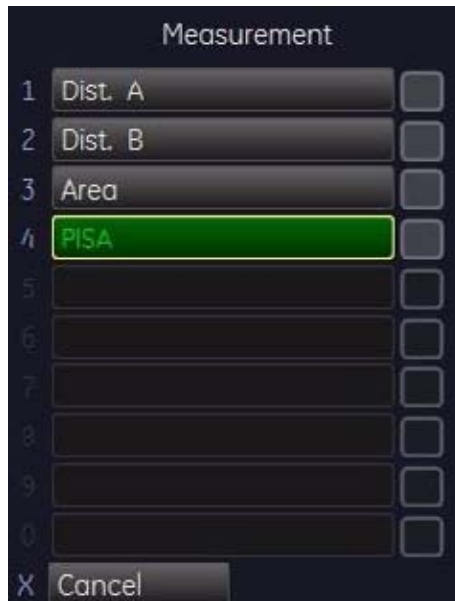 Measurement
1 Dist. A
2 Dist. B
3 Area
4 PISA
5
6
7
8
9
0
X Cancel